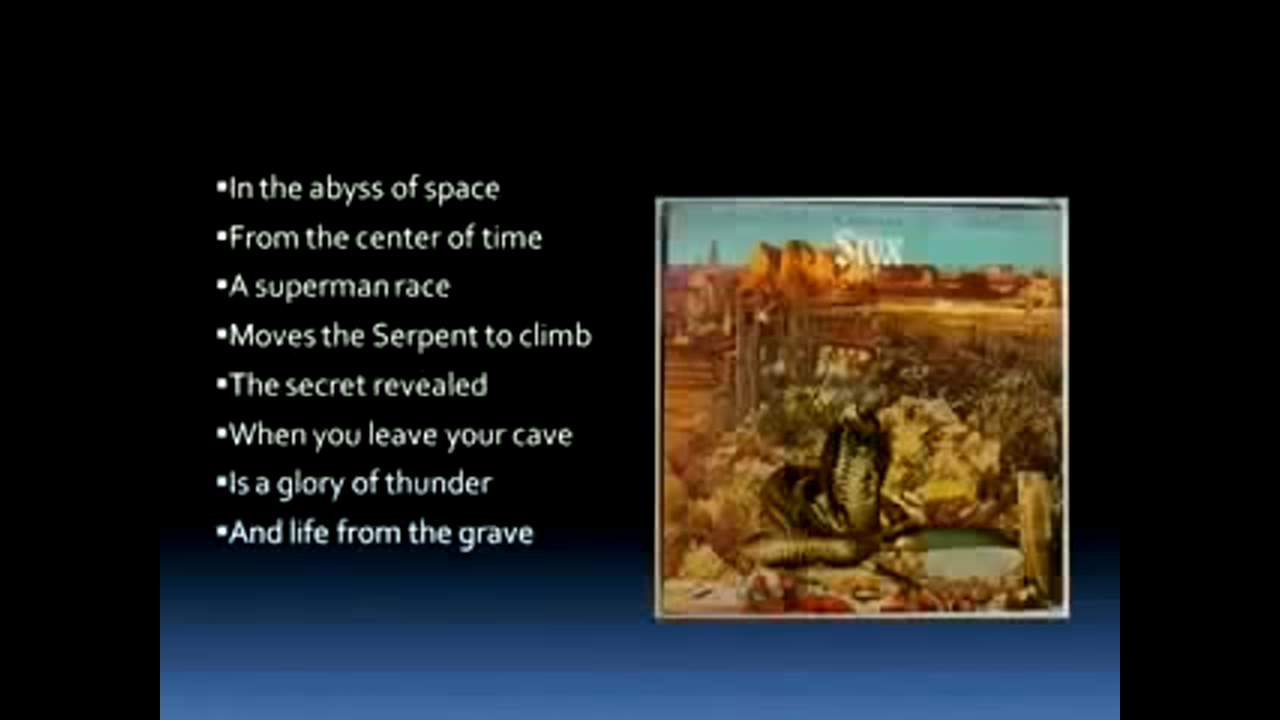 ▪In the abyss of space
▪From the center of time
▪A superman race
▪Moves the Serpent to climb
▪The secret revealed
▪When you leave your cave
▪Is a glory of thunder
▪And life from the grave
Styx